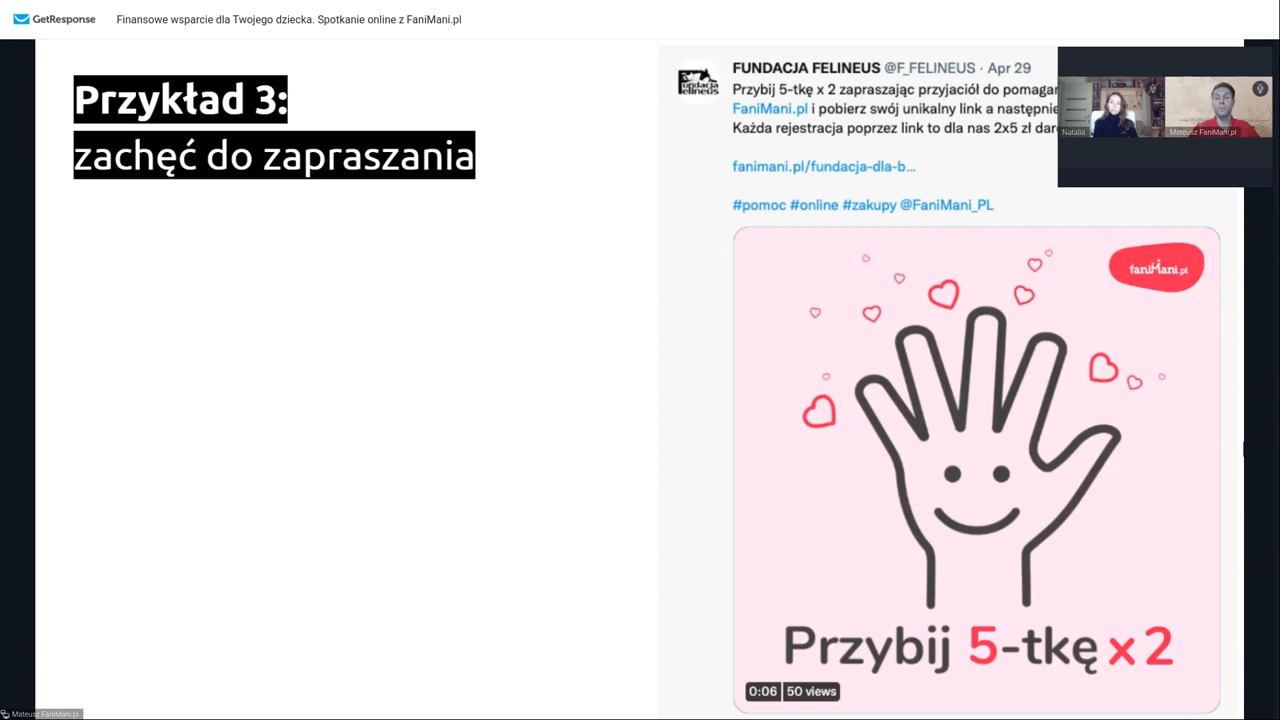 GetResponse
Finansowe wsparcie dla Twojego dziecka. Spotkanie online z FaniMani.pl
Przykład 3:
zachęć do zapraszania
fundacja
felineus
FUNDACJA FELINEUS @F_FELINEUS · Apr 29
Przybij 5-tkę x 2 zapraszając przyjaciół do
FaniMani.pl i pobierz swój unikalny link a
Każda rejestracja poprzez link to dla nas 2x5 zł
fanimani.pl/fundacja-dla-b...
#pomoc #online #zakupy @FaniMani_PL
faniMani.pl
Przybij 5-tkę x 2
0:06 50 views
Natalia
Mateusz FaniMani.pl
Mateusz FaniMani.pl